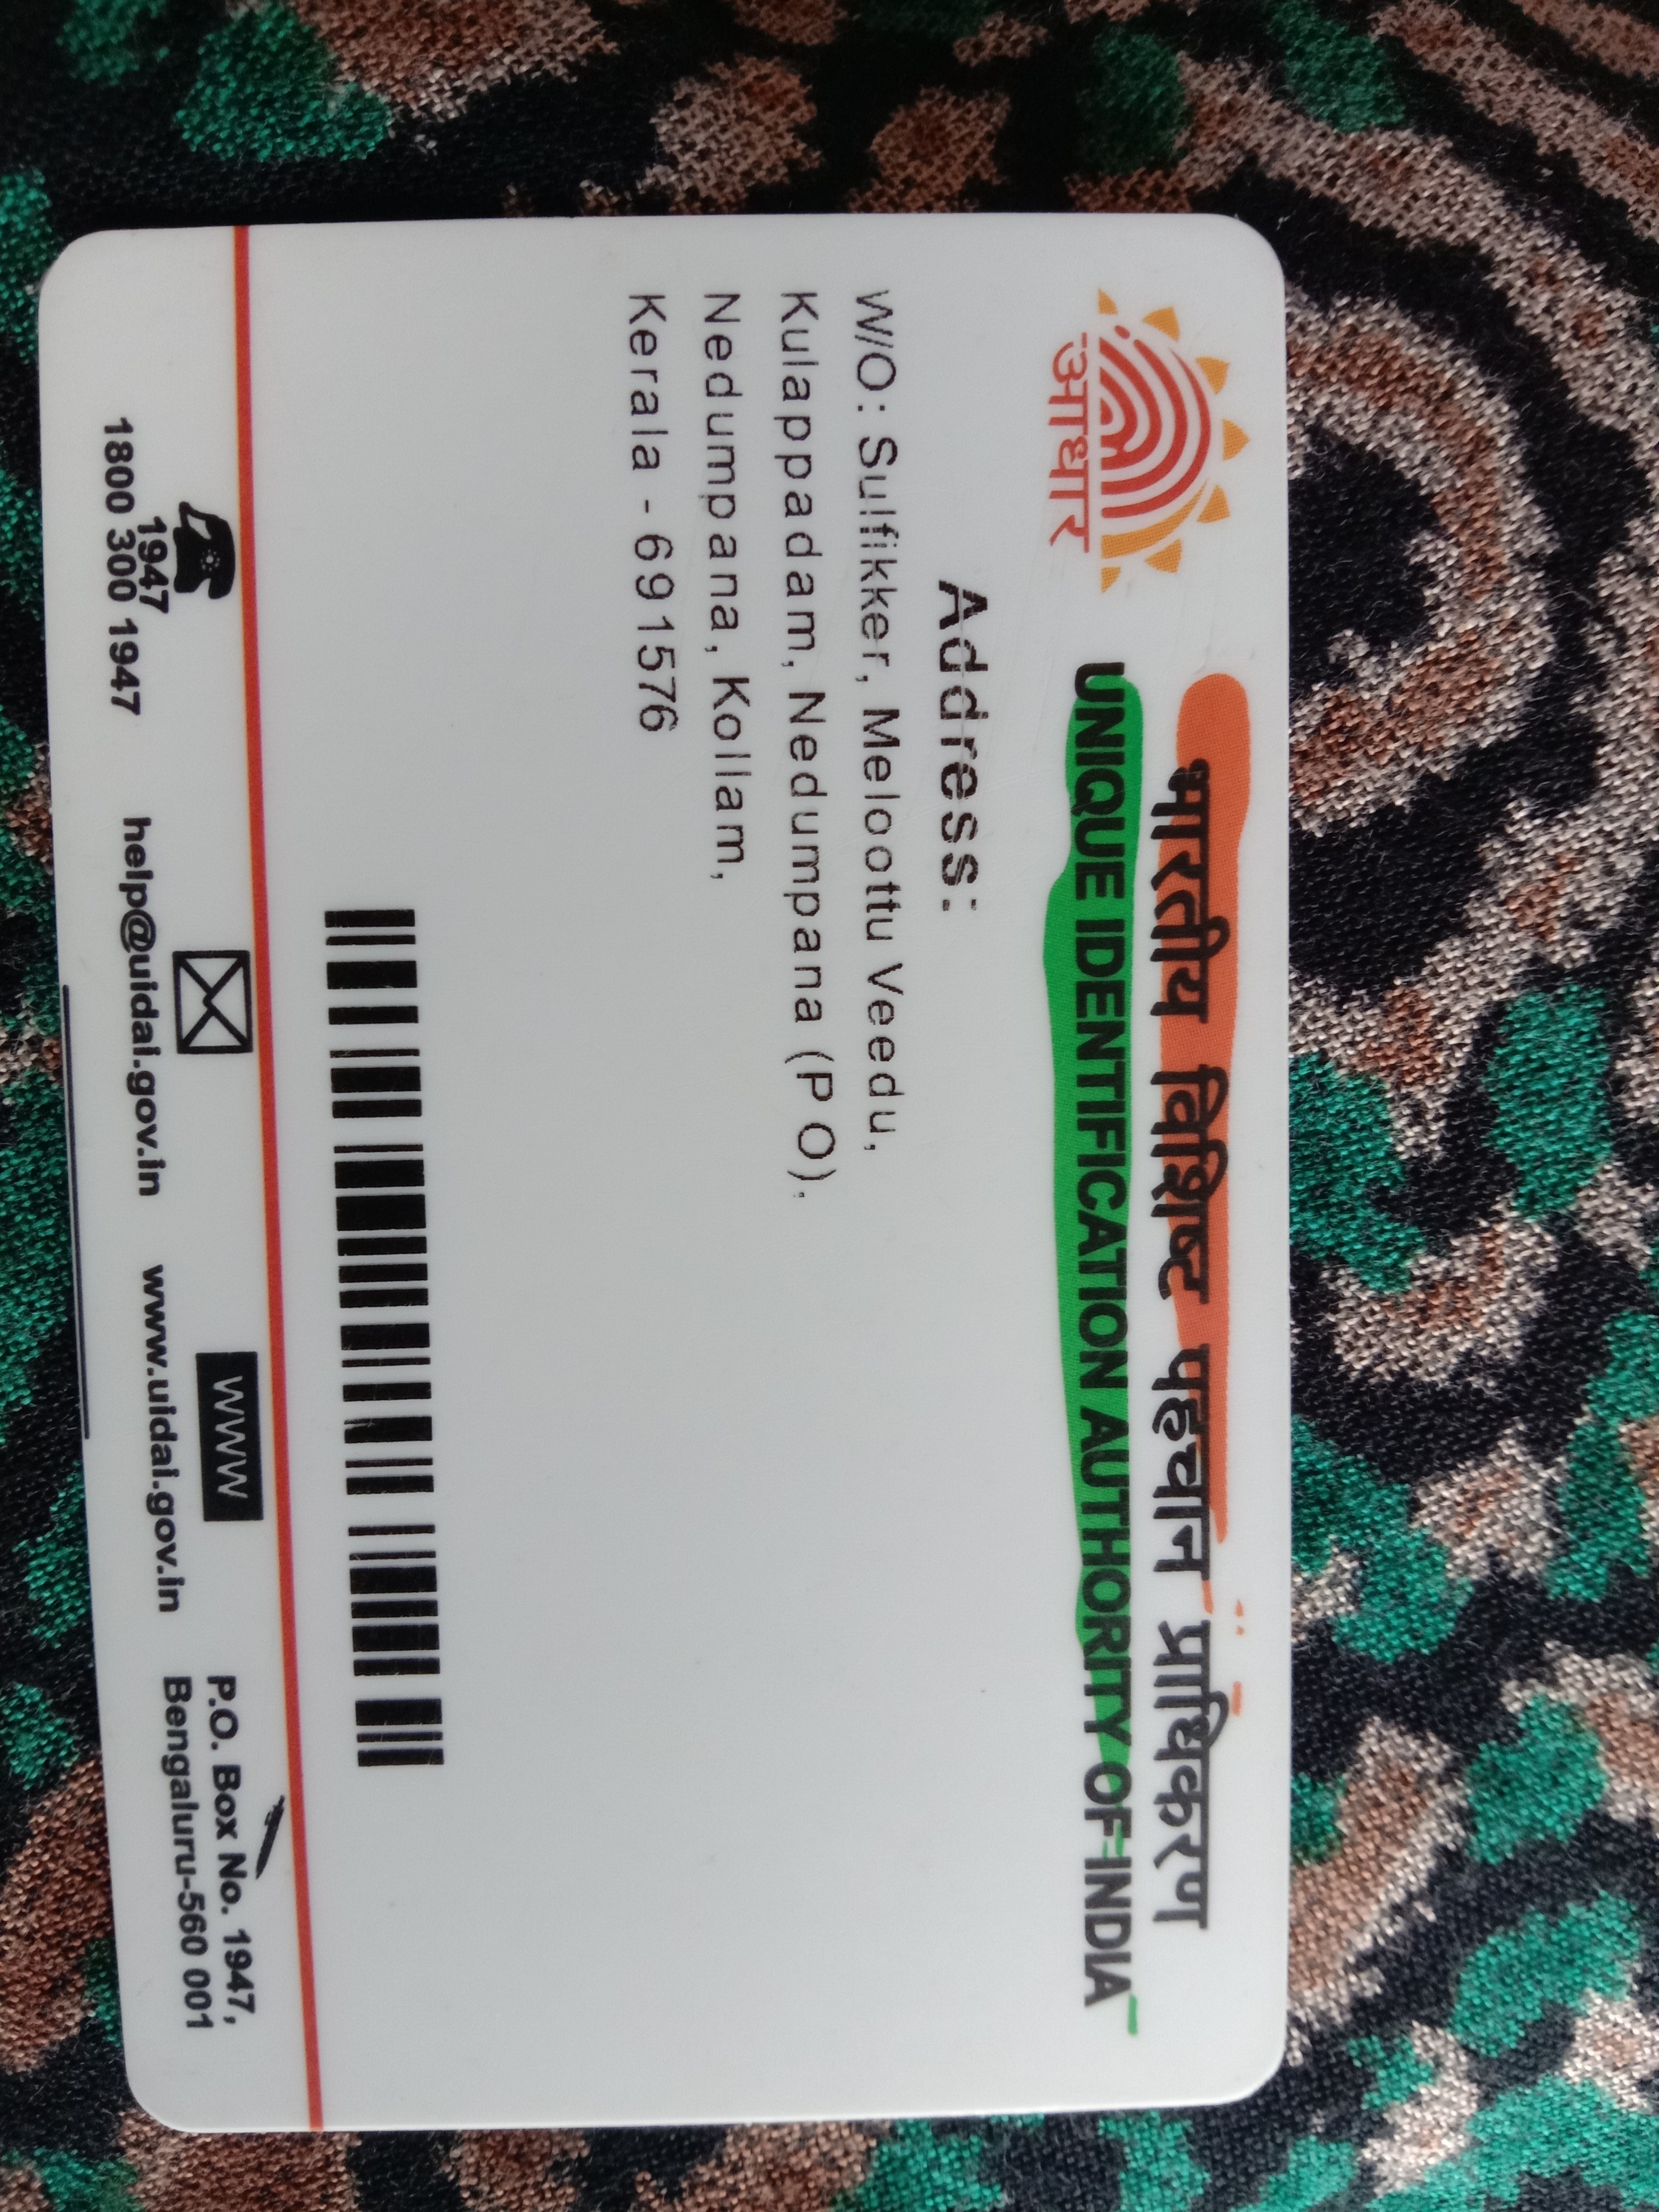 भारतीय विशिष्ट पहचान प्राधिकरण
UNIQUE IDENTIFICATION AUTHORITY OF INDIA
आधार
Address:
W/O: Sulfikker, Meloottu Veedu,
Kulappadam, Nedumpana (P O),
Nedumpana, Kollam,
Kerala - 691576
1947
1800 300 1947
help@uidai.gov.in
WWW
www.uidai.gov.in
P.O. Box No. 1947,
Bengaluru-560 001